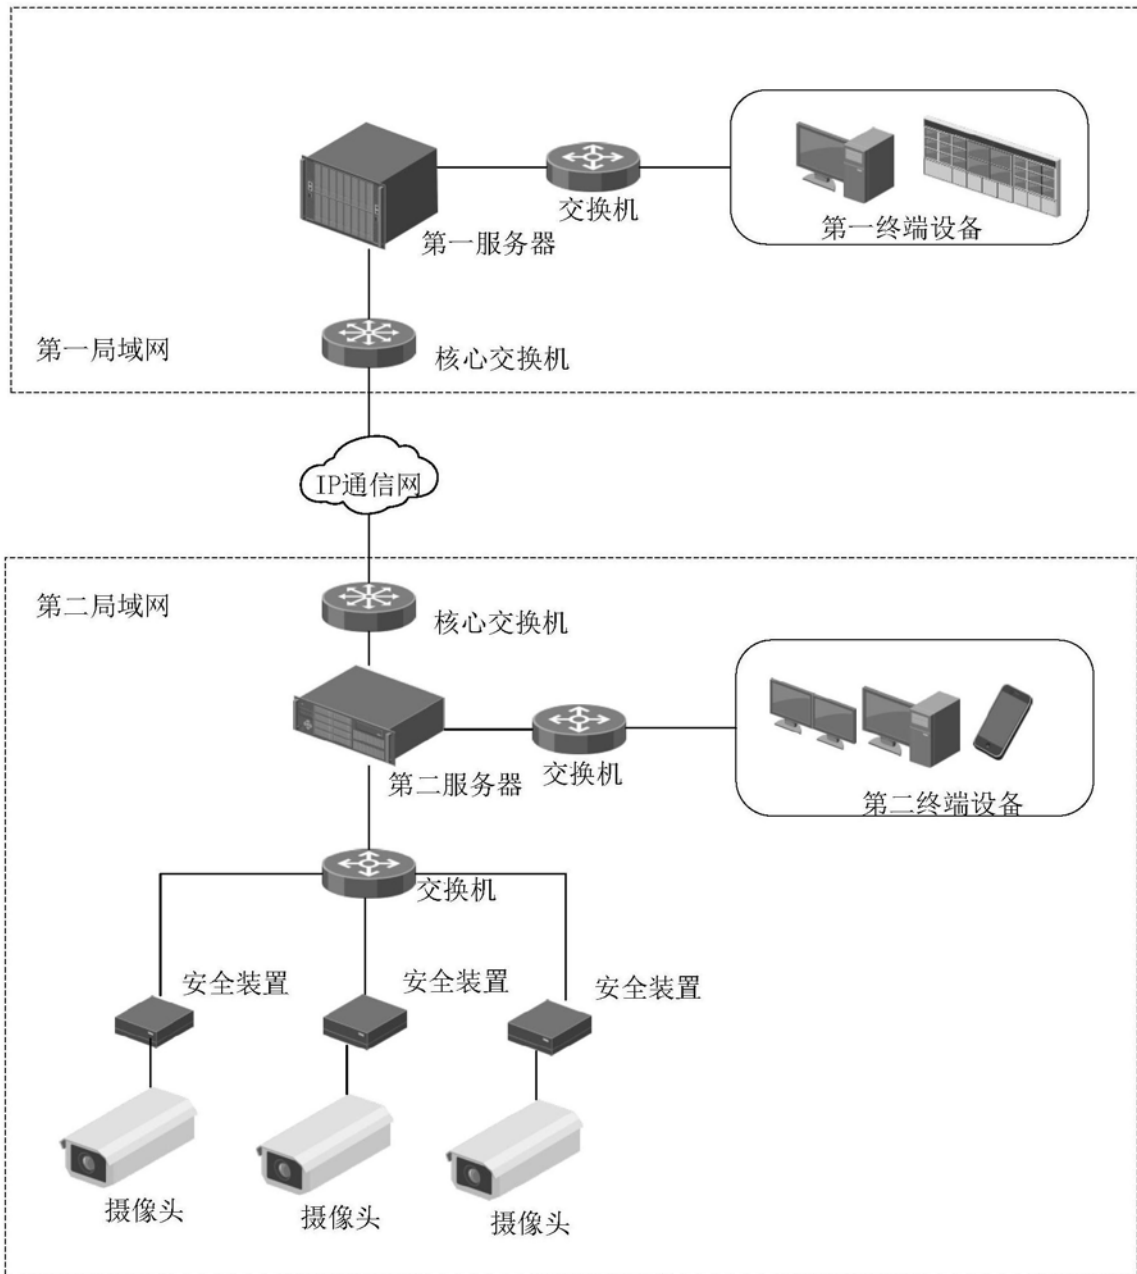 交换机
第一终端设备
第一服务器
第一局域网
核心交换机
IP通信网
第二局域网
核心交换机
交换机
第二服务器
第二终端设备
交换机
安全装置
安全装置
安全装置
摄像头
摄像头
摄像头